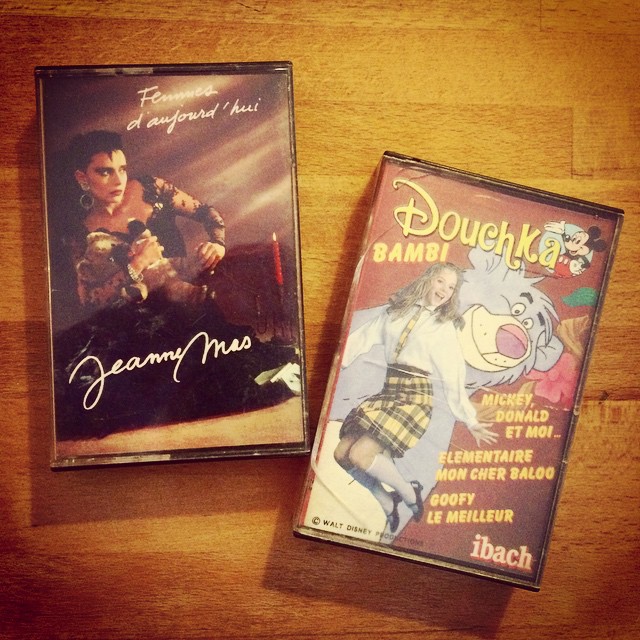 Femmes
d'aujourd'hui
Jeanne Mas
Douchka
BAMBI
MICKEY,
DONALD
ET MOI...
ELEMENTAIRE
MON CHER BALOO
GOOFY
LE MEILLEUR
© WALT DISNEY PRODUCTIONS
ibach